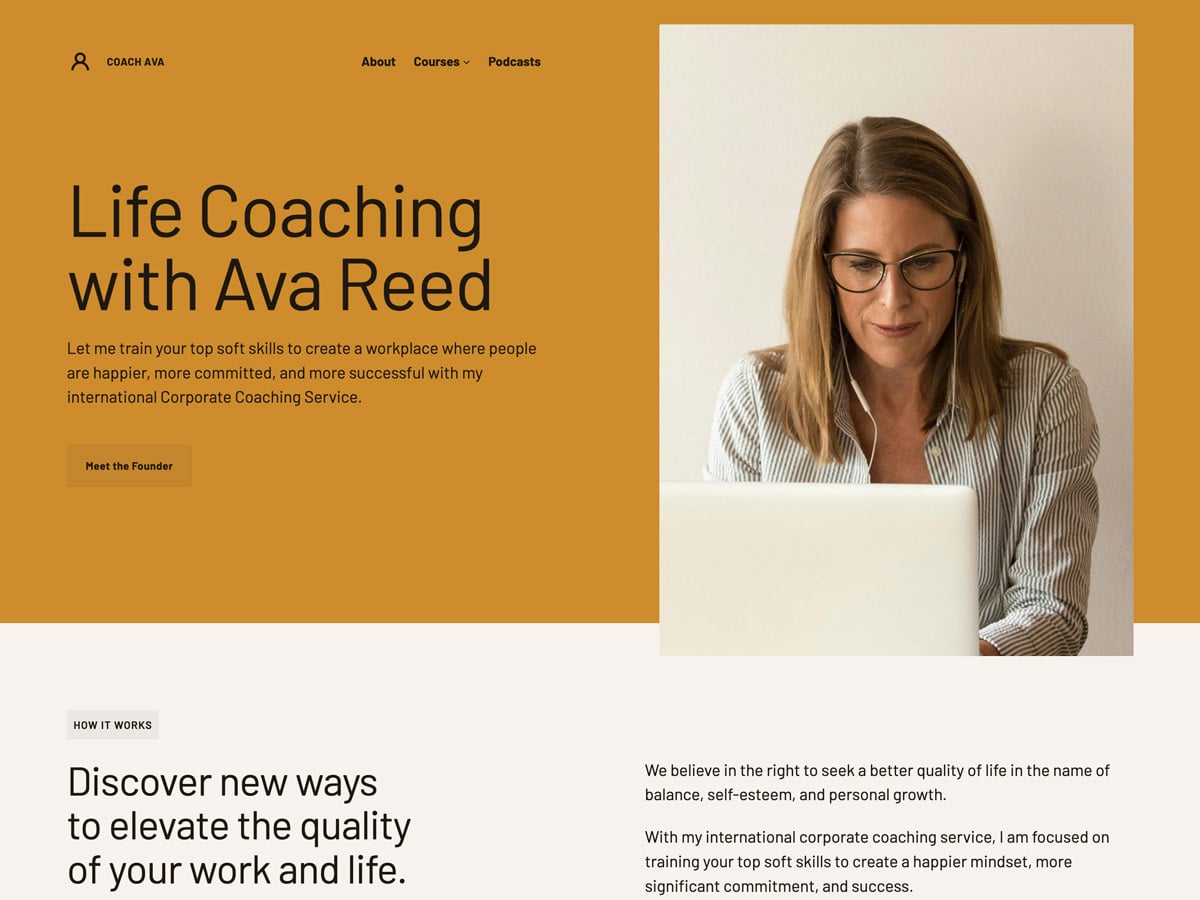 COACH AVA
About Courses Podcasts
Life Coaching
with Ava Reed
Let me train your top soft skills to create a workplace where people
are happier, more committed, and more successful with my
international Corporate Coaching Service.
Meet the Founder
HOW IT WORKS
Discover new ways
to elevate the quality
of your work and life.
We believe in the right to seek a better quality of life in the name of
balance, self-esteem, and personal growth.
With my international corporate coaching service, I am focused on
training your top soft skills to create a happier mindset, more
significant commitment, and success.